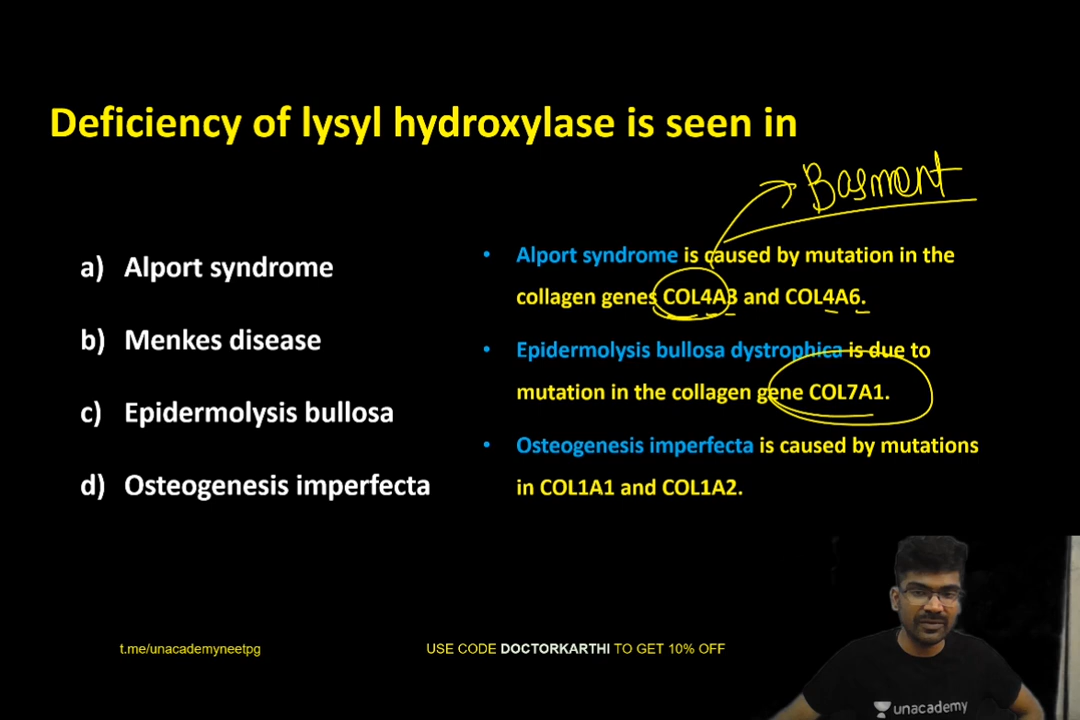 Deficiency of lysyl hydroxylase is seen in
Basment
a) Alport syndrome
b) Menkes disease
c) Epidermolysis bullosa
d) Osteogenesis imperfecta
• Alport syndrome is caused by mutation in the
collagen genes COL4A3 and COL4A6.
• Epidermolysis bullosa dystrophica is due to
mutation in the collagen gene COL7A1.
• Osteogenesis imperfecta is caused by mutations
in COL1A1 and COL1A2.
t.me/unacademyneetpg
USE CODE DOCTORKARTHI TO GET 10% OFF
unacademy